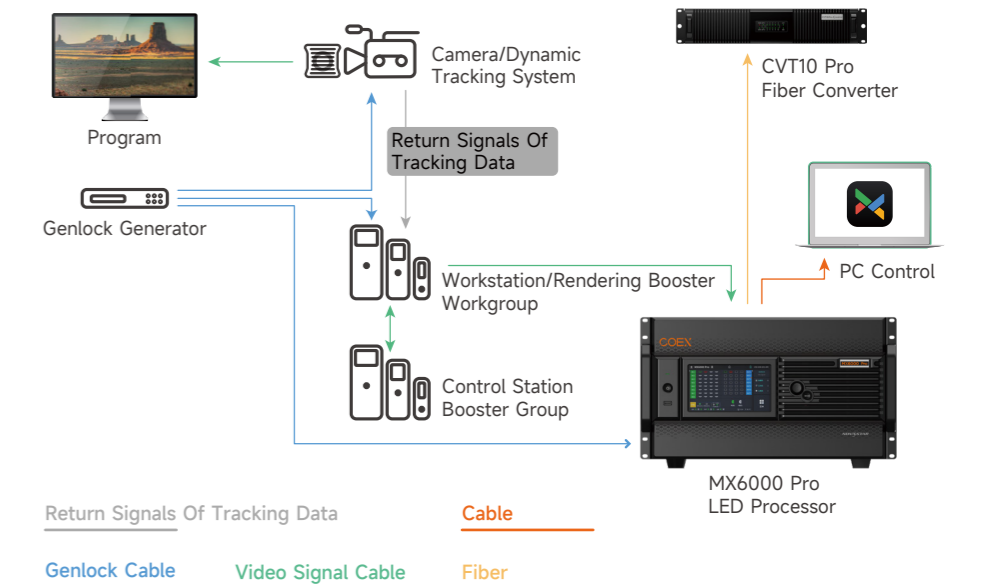 Camera/Dynamic
Tracking System
CVT10 Pro
Fiber Converter
Program
Return Signals Of
Tracking Data
Genlock Generator
PC Control
Workstation/Rendering Booster
Workgroup
COEX
MX6000 Pro
Control Station
Booster Group
MX6000 Pro
LED Processor
Return Signals Of Tracking Data
Cable
Genlock Cable
Video Signal Cable
Fiber